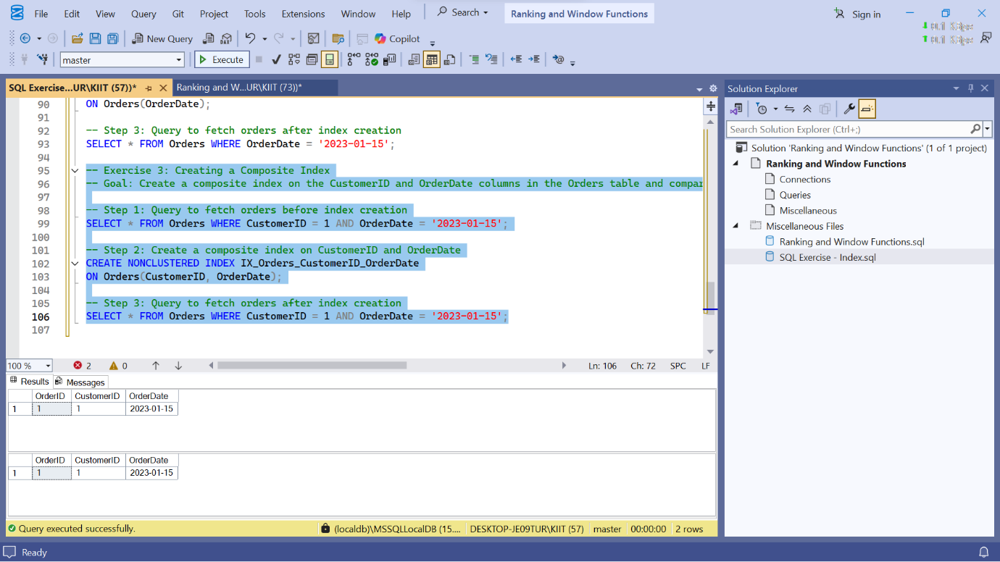 File Edit View Query Git Project Tools Extensions Window Help Search Ranking and Window Functions Sign in
New Query DAX Copilot
master Execute
SQL Exercise...UR\KIIT (57))* Ranking and W...UR\KIIT (73))*
90 ON Orders(OrderDate);
91
92 -- Step 3: Query to fetch orders after index creation
93 SELECT * FROM Orders WHERE OrderDate = '2023-01-15';
94
95 -- Exercise 3: Creating a Composite Index
96 -- Goal: Create a composite index on the CustomerID and OrderDate columns in the Orders table and compar
97
98 -- Step 1: Query to fetch orders before index creation
99 SELECT * FROM Orders WHERE CustomerID = 1 AND OrderDate = '2023-01-15';
100
101 -- Step 2: Create a composite index on CustomerID and OrderDate
102 CREATE NONCLUSTERED INDEX IX_Orders_CustomerID_OrderDate
103 ON Orders(CustomerID, OrderDate);
104
105 -- Step 3: Query to fetch orders after index creation
106 SELECT * FROM Orders WHERE CustomerID = 1 AND OrderDate = '2023-01-15';
107
100 % 2 0 Ln: 106 Ch: 72 SPC LF
Results Messages
OrderID CustomerID OrderDate
1 1 1 2023-01-15
OrderID CustomerID OrderDate
1 1 1 2023-01-15
Query executed successfully. (localdb)\MSSQLLocalDB (15.... DESKTOP-JE09TUR\KIIT (57) master 00:00:00 2 rows
Solution Explorer
Search Solution Explorer (Ctrl+;)
Solution 'Ranking and Window Functions' (1 of 1 project)
Ranking and Window Functions
Connections
Queries
Miscellaneous
Miscellaneous Files
Ranking and Window Functions.sql
SQL Exercise - Index.sql
Ready